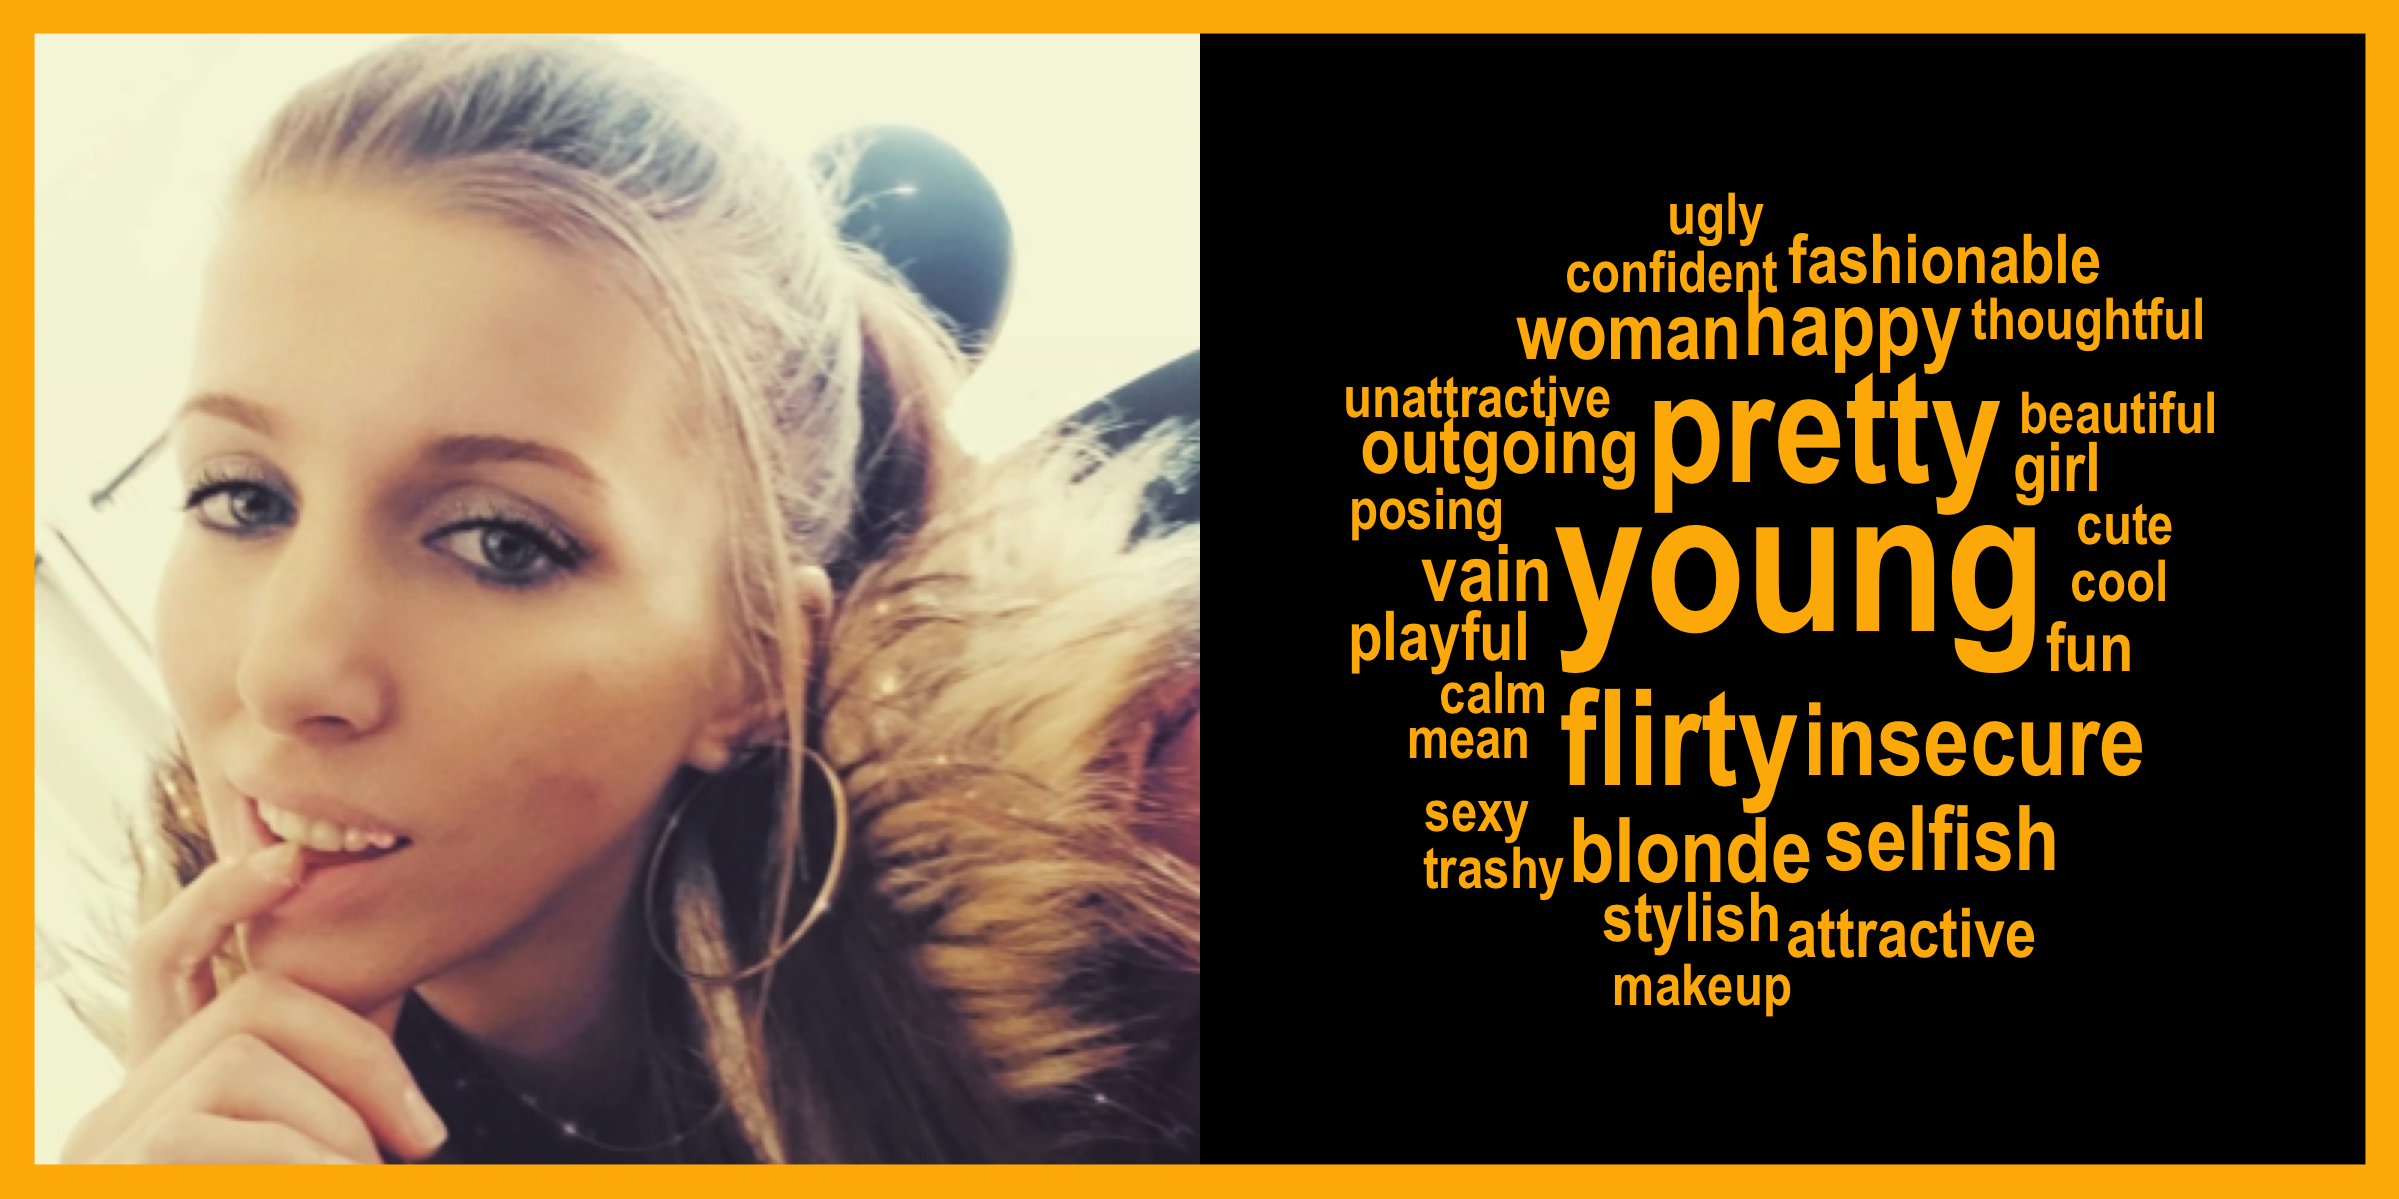 ugly
confident fashionable
woman happy thoughtful
unattractive pretty beautiful
outgoing girl
posing young cute
vain cool
playful fun
calm flirty insecure
mean
sexy blonde selfish
trashy
stylish attractive
makeup